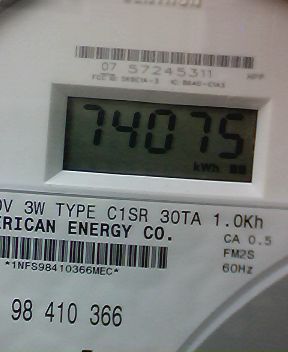 07 57245311
74075
kWh
0V 3W TYPE C1SR 30TA 1.0Kh
ERICAN ENERGY CO.
CA 0.5
FM2S
*1NFS98410366MEC*
60Hz
98 410 366